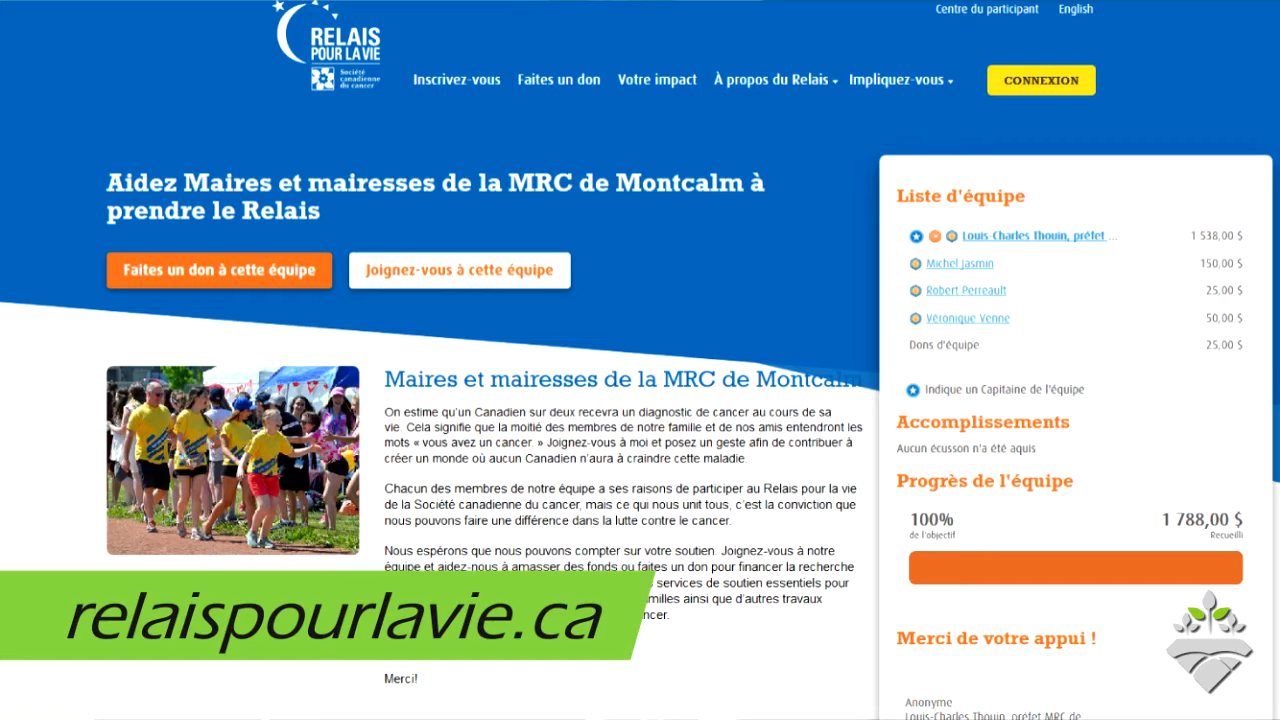 Centre du participant English
RELAIS
POUR LA VIE
Société
canadienne
du cancer
Inscrivez-vous Faites un don Votre impact À propos du Relais Impliquez-vous CONNEXION
Aidez Maires et mairesses de la MRC de Montcalm à
prendre le Relais
Faites un don à cette équipe Joignez-vous à cette équipe
Maires et mairesses de la MRC de Montcalm
On estime qu'un Canadien sur deux recevra un diagnostic de cancer au cours de sa
vie. Cela signifie que la moitié des membres de notre famille et de nos amis entendront les
mots « vous avez un cancer. » Joignez-vous à moi et posez un geste afin de contribuer à
créer un monde où aucun Canadien n'aura à craindre cette maladie.
Chacun des membres de notre équipe a ses raisons de participer au Relais pour la vie
de la Société canadienne du cancer, mais ce qui nous unit tous, c'est la conviction que
nous pouvons faire une différence dans la lutte contre le cancer.
Nous espérons que nous pouvons compter sur votre soutien. Joignez-vous à notre
équipe et aidez-nous à amasser des fonds ou faites un don pour financer la recherche
services de soutien essentiels pour
milles ainsi que d'autres travaux
ncer.
Merci!
relaispourlavie.ca
Liste d'équipe
Louis-Charles Thouin, préfet ... 1 538,00 $
Michel Jasmin 150,00 $
Robert Perreault 25,00 $
Véronique Venne 50,00 $
Dons d'équipe 25,00 $
Indique un Capitaine de l'équipe
Accomplissements
Aucun écusson n'a été aquis
Progrès de l'équipe
100% 1 788,00 $
de l'objectif Recueilli
Merci de votre appui !
Anonyme
Louis-Charles Thouin, préfet MRC de